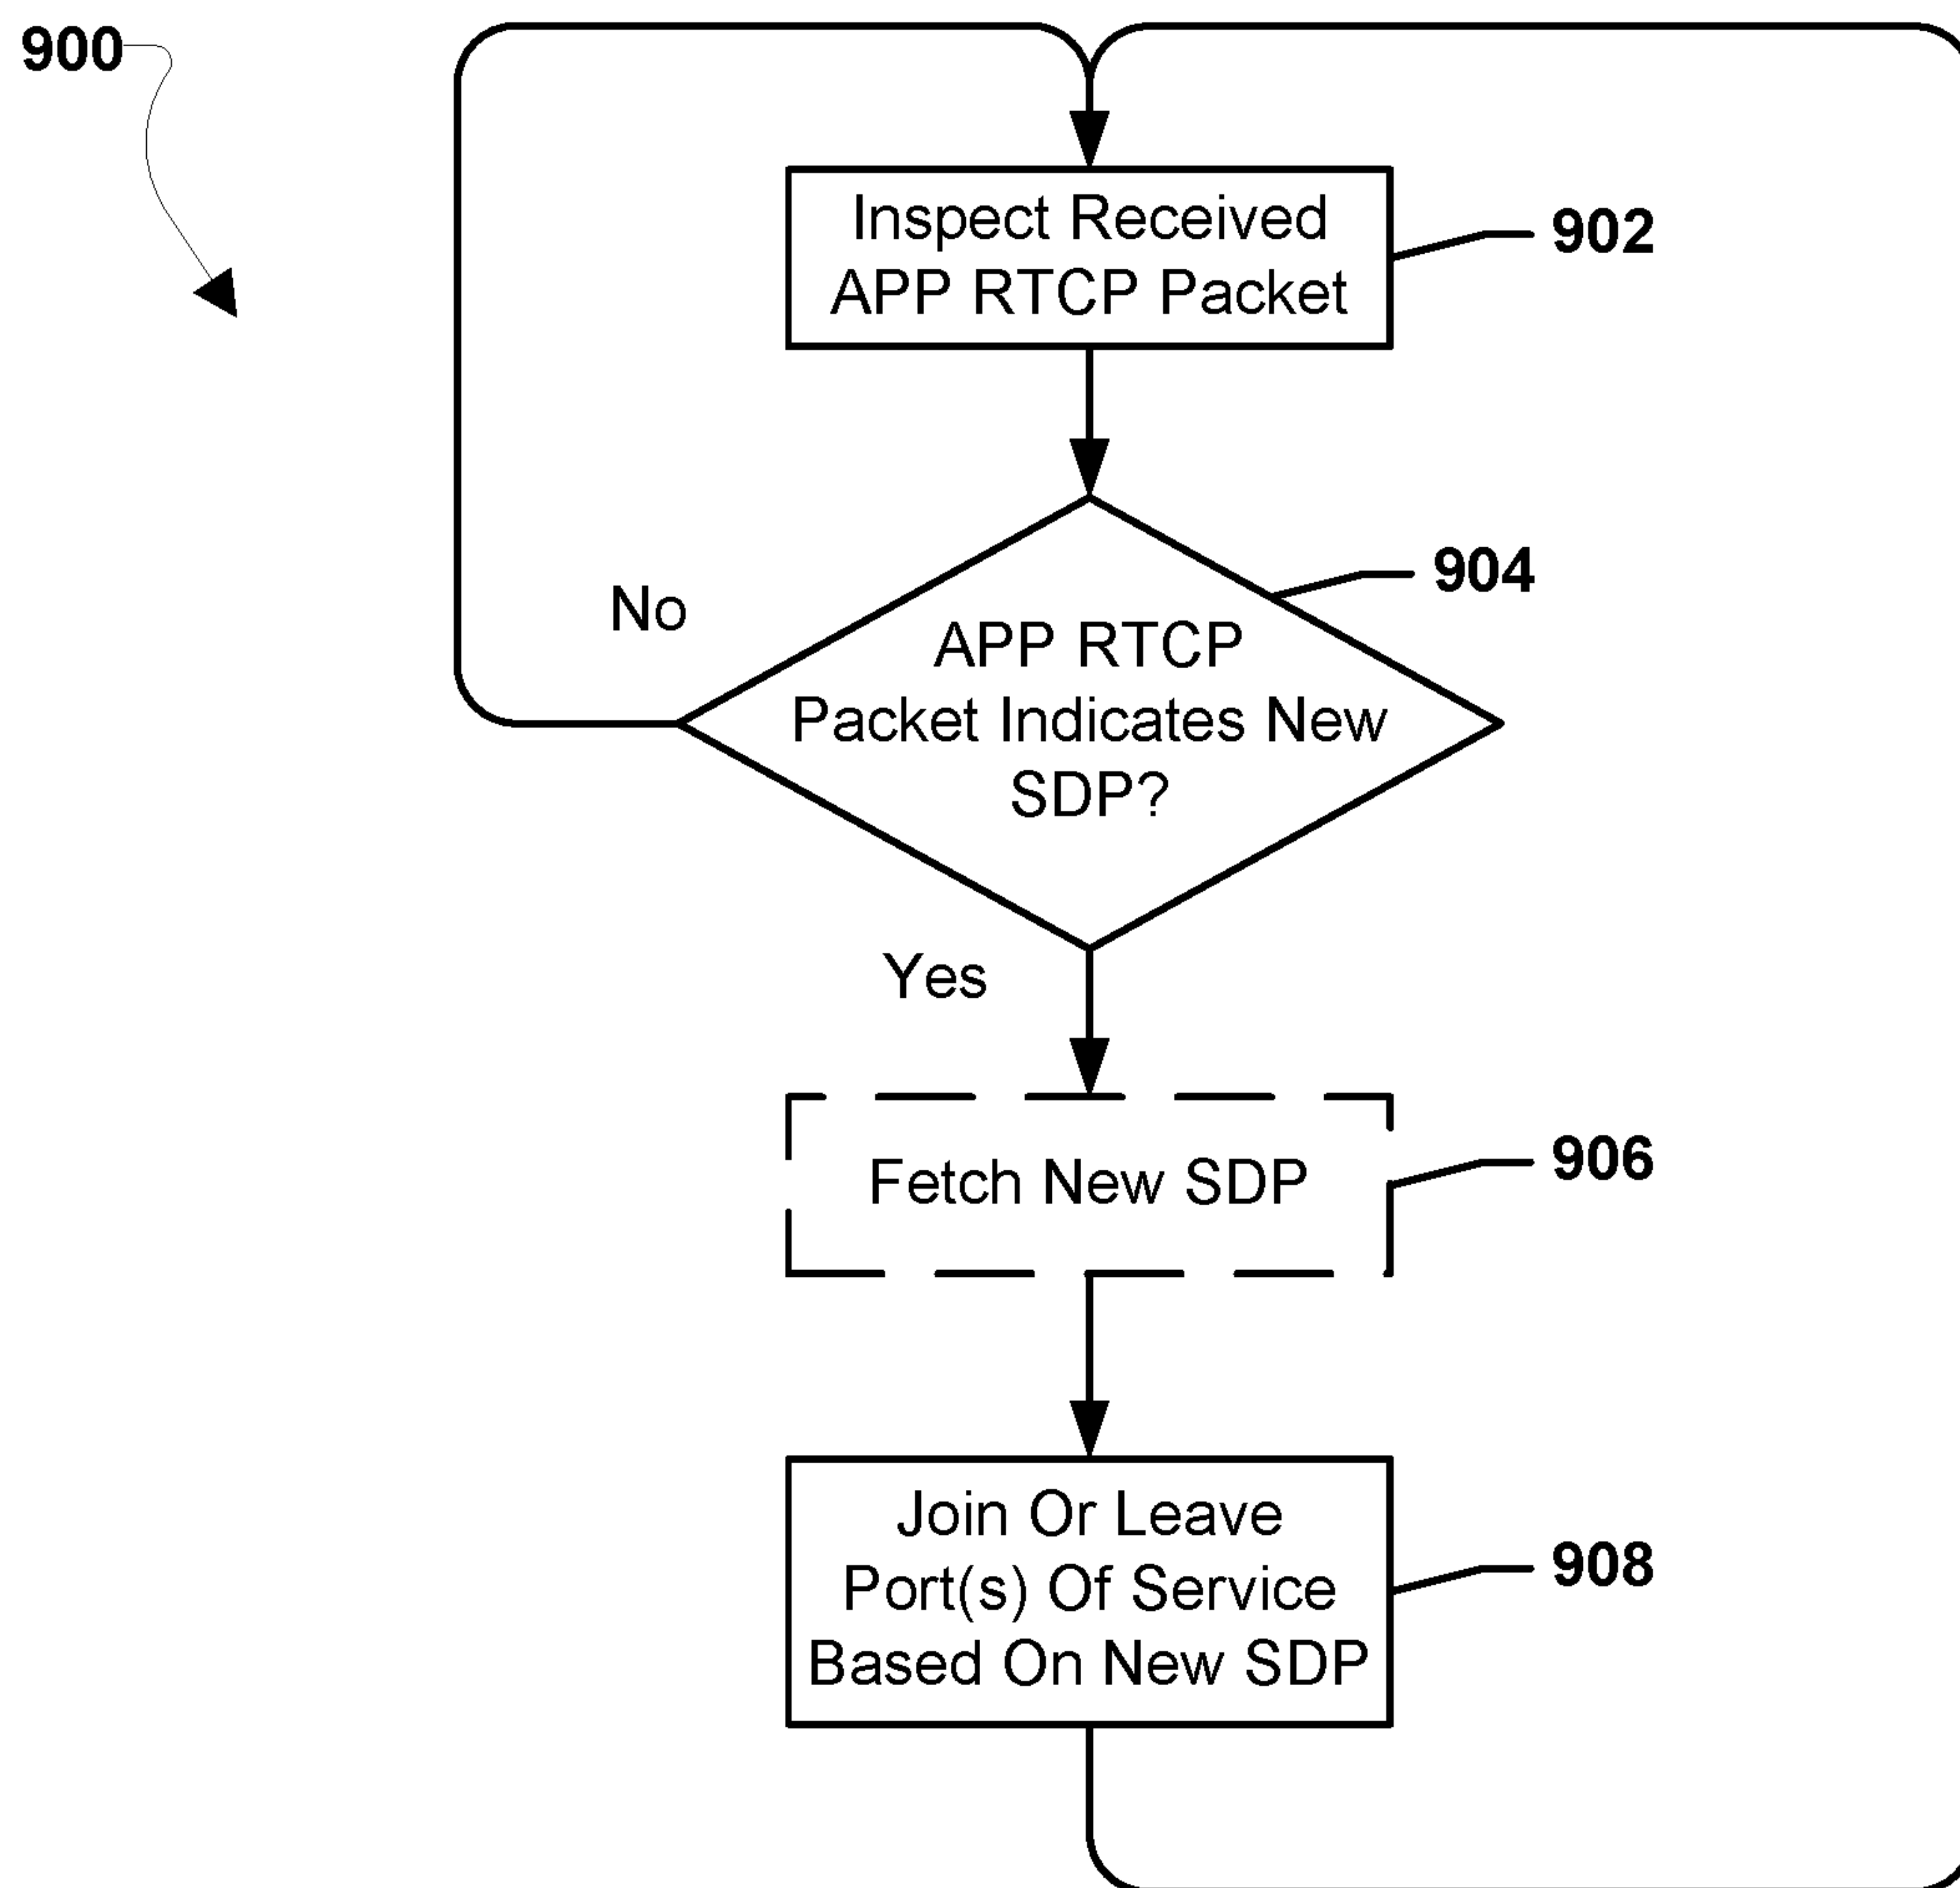 900
Inspect Received
APP RTCP Packet
902
904
No
APP RTCP
Packet Indicates New
SDP?
Yes
Fetch New SDP
906
Join Or Leave
Port(s) Of Service
Based On New SDP
908